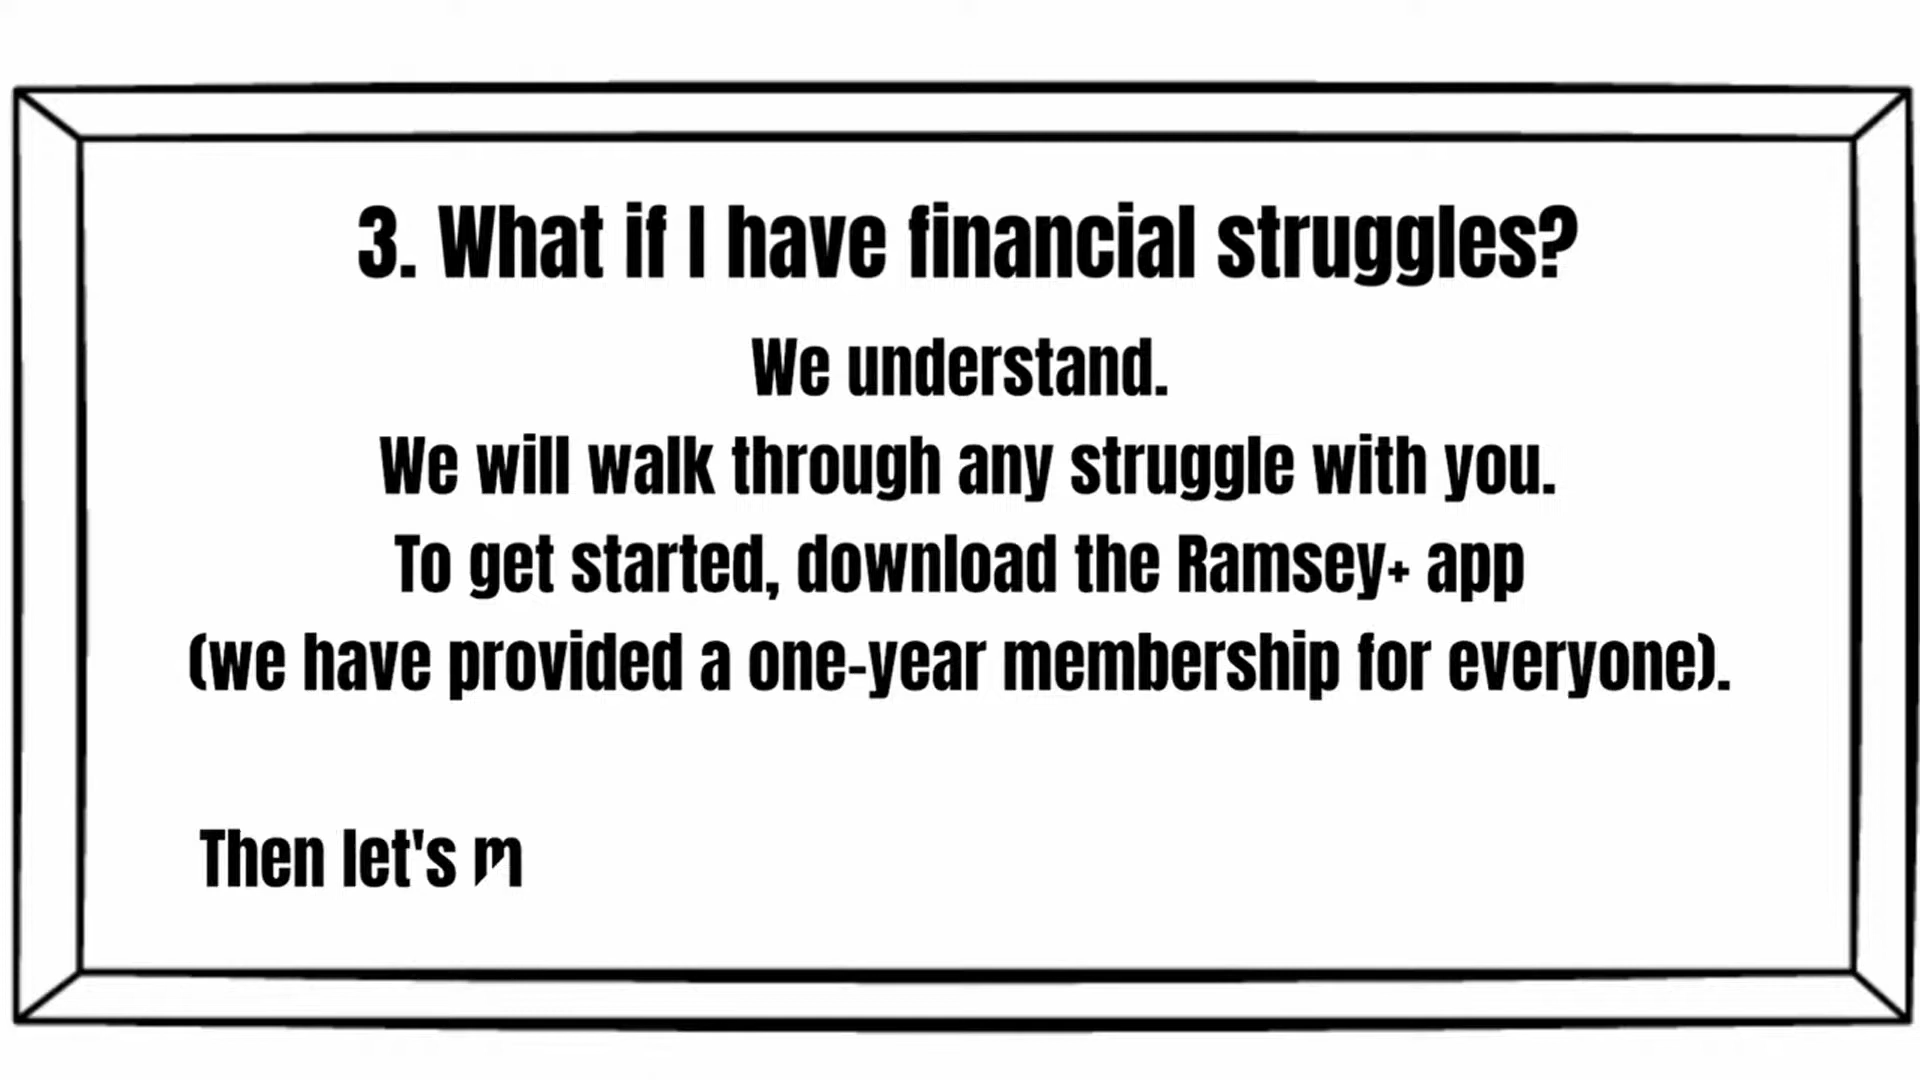 3. What if I have financial struggles?
We understand.
We will walk through any struggle with you.
To get started, download the Ramsey+ app
(we have provided a one-year membership for everyone).
Then let's m